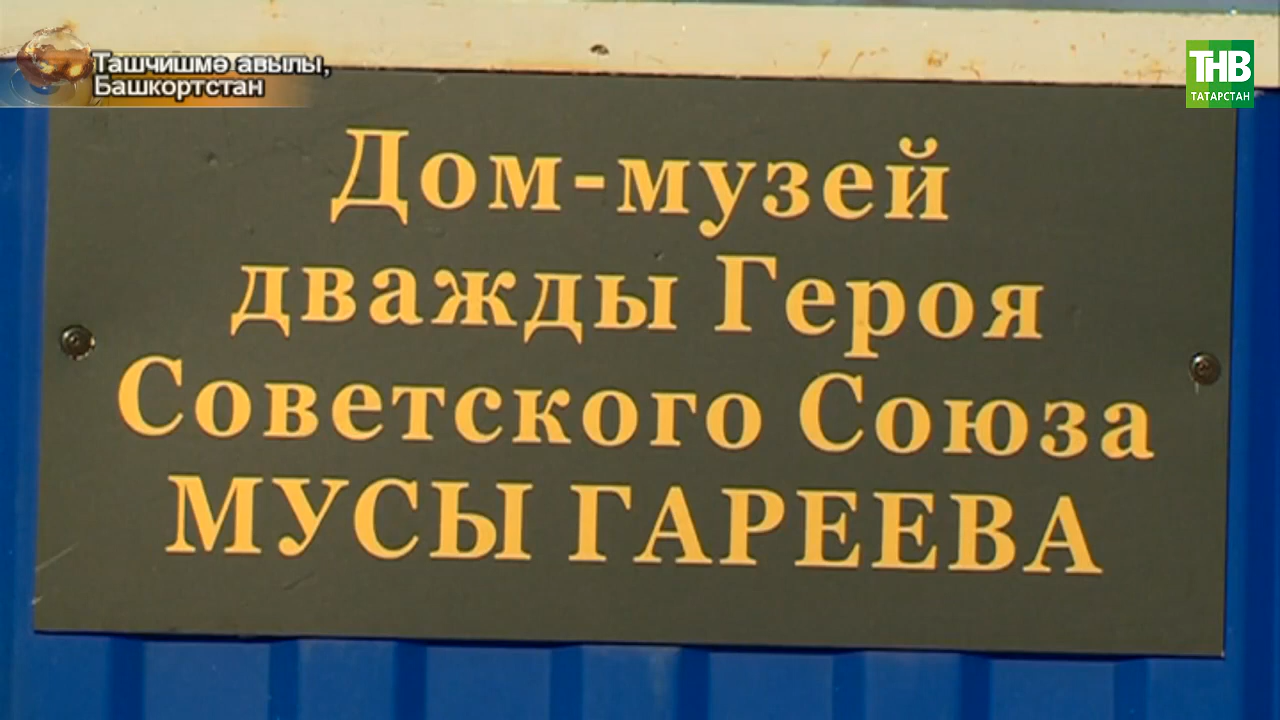 Ташчишмә авылы,
Башкортстан
ТНВ
ТАТАРСТАН
Дом-музей
дважды Героя
Советского Союза
МУСЫ ГАРЕЕВА